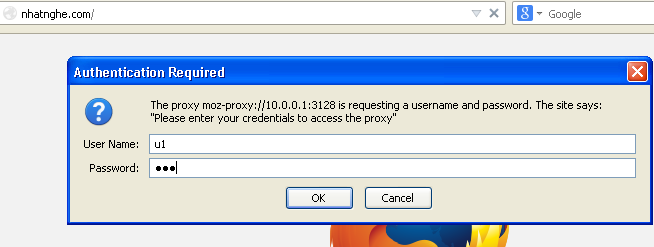 nhatnghe.com/
Google
Authentication Required
The proxy moz-proxy://10.0.0.1:3128 is requesting a username and password. The site says:
"Please enter your credentials to access the proxy"
User Name: u1
Password: ●●●
OK Cancel